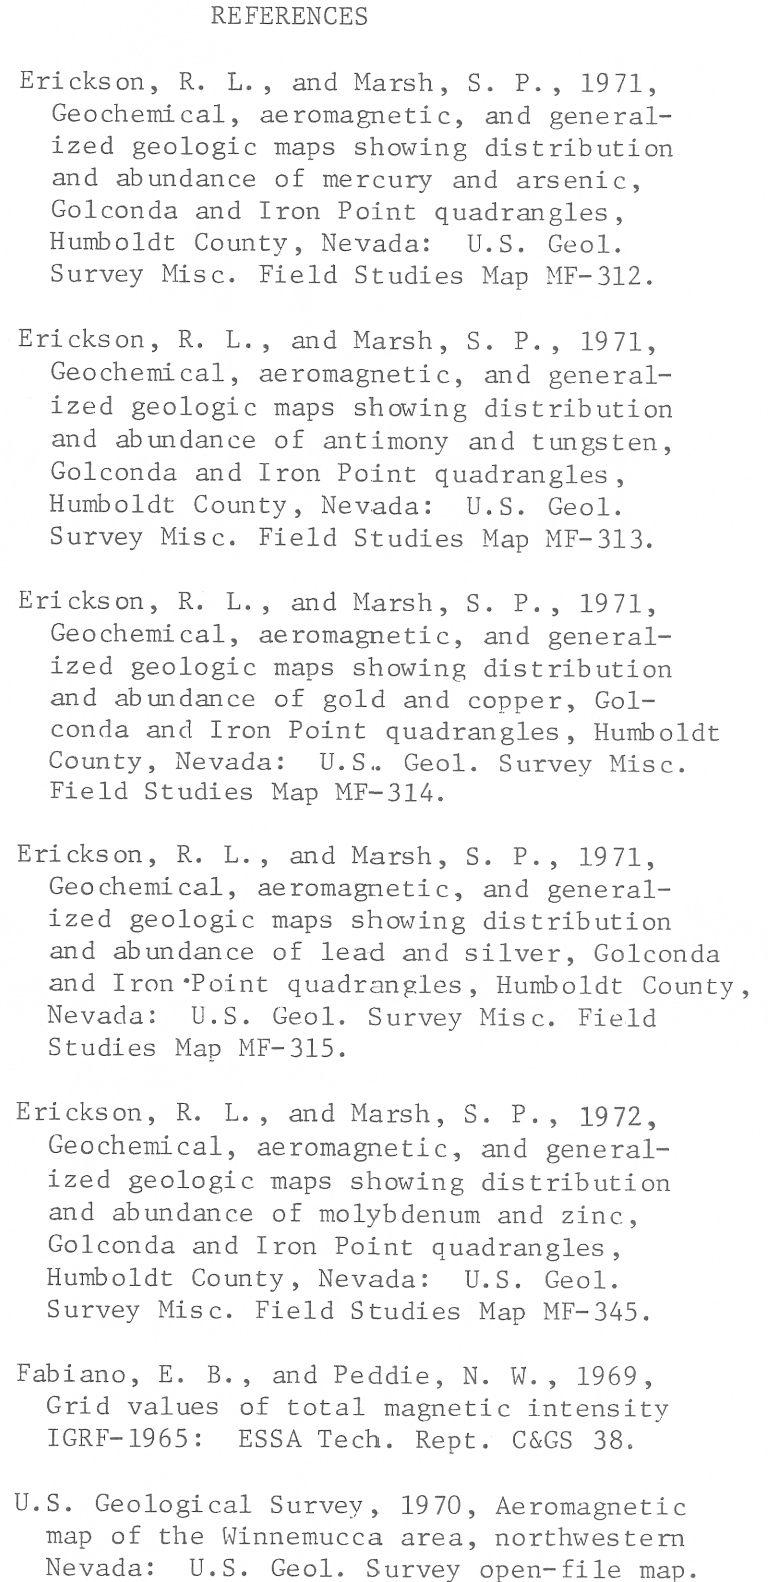 REFERENCES
Erickson, R. L., and Marsh, S. P., 1971,
Geochemical, aeromagnetic, and general-
ized geologic maps showing distribution
and abundance of mercury and arsenic,
Golconda and Iron Point quadrangles,
Humboldt County, Nevada:  U.S. Geol.
Survey Misc. Field Studies Map MF-312.
Erickson, R. L., and Marsh, S. P., 1971,
Geochemical, aeromagnetic, and general-
ized geologic maps showing distribution
and abundance of antimony and tungsten,
Golconda and Iron Point quadrangles,
Humboldt County, Nevada:  U.S. Geol.
Survey Misc. Field Studies Map MF-313.
Erickson, R. L., and Marsh, S. P., 1971,
Geochemical, aeromagnetic, and general-
ized geologic maps showing distribution
and abundance of gold and copper, Gol-
conda and Iron Point quadrangles, Humboldt
County, Nevada:  U.S. Geol. Survey Misc.
Field Studies Map MF-314.
Erickson, R. L., and Marsh, S. P., 1971,
Geochemical, aeromagnetic, and general-
ized geologic maps showing distribution
and abundance of lead and silver, Golconda
and Iron Point quadrangles, Humboldt County,
Nevada:  U.S. Geol. Survey Misc. Field
Studies Map MF-315.
Erickson, R. L., and Marsh, S. P., 1972,
Geochemical, aeromagnetic, and general-
ized geologic maps showing distribution
and abundance of molybdenum and zinc,
Golconda and Iron Point quadrangles,
Humboldt County, Nevada:  U.S. Geol.
Survey Misc. Field Studies Map MF-345.
Fabiano, E. B., and Peddie, N. W., 1969,
Grid values of total magnetic intensity
IGRF-1965:  ESSA Tech. Rept. C&GS 38.
U.S. Geological Survey, 1970, Aeromagnetic
map of the Winnemucca area, northwestern
Nevada:  U.S. Geol. Survey open-file map.